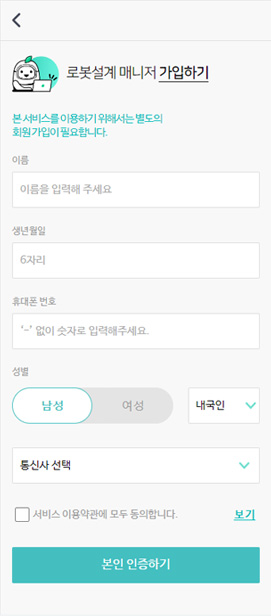 로봇설계 매니저 가입하기
본 서비스를 이용하기 위해서는 별도의
회원 가입이 필요합니다.
이름
이름을 입력해 주세요
생년월일
6자리
휴대폰 번호
'-' 없이 숫자로 입력해주세요.
성별
남성 여성 내국인
통신사 선택
서비스 이용약관에 모두 동의합니다. 보기
본인 인증하기